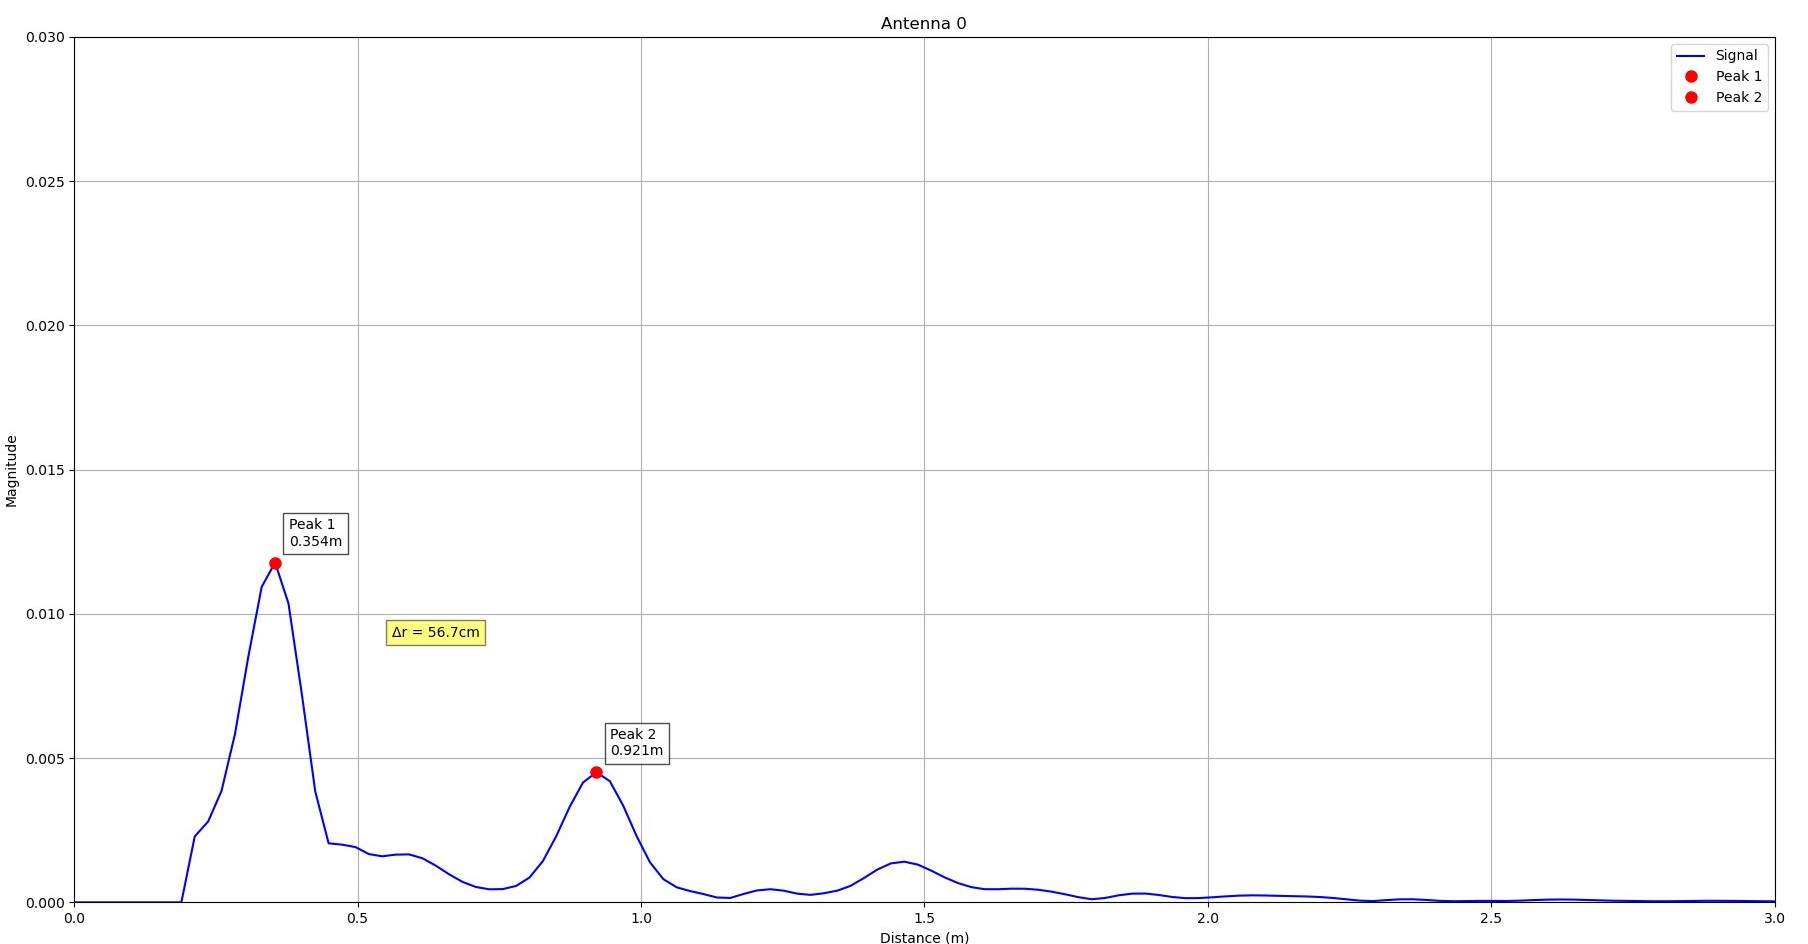 Antenna 0
0.030
0.025
0.020
0.015
0.010
0.005
0.000
Magnitude
Signal
Peak 1
Peak 2
Peak 1
0.354m
Δr = 56.7cm
Peak 2
0.921m
0.0
0.5
1.0
1.5
2.0
2.5
3.0
Distance (m)